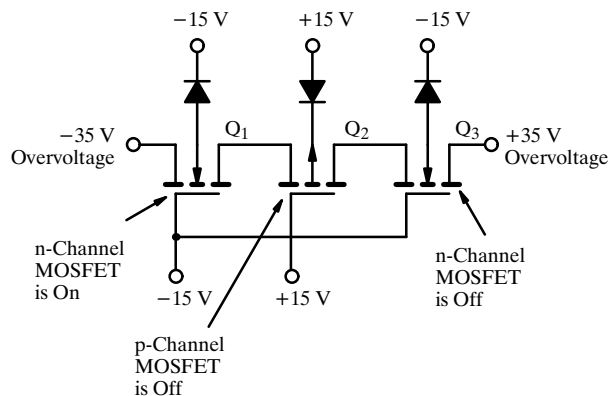 −15 V
+15 V
−15 V
Q1
Q2
Q3
−35 V
Overvoltage
+35 V
Overvoltage
n-Channel
MOSFET
is On
−15 V
+15 V
n-Channel
MOSFET
is Off
p-Channel
MOSFET
is Off